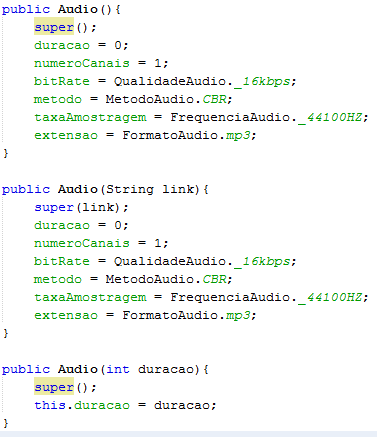 public Audio(){
super();
duracao = 0;
numeroCanais = 1;
bitRate = QualidadeAudio._16kbps;
metodo = MetodoAudio.CBR;
taxaAmostragem = FrequenciaAudio._44100HZ;
extensao = FormatoAudio.mp3;
}
public Audio(String link){
super(link);
duracao = 0;
numeroCanais = 1;
bitRate = QualidadeAudio._16kbps;
metodo = MetodoAudio.CBR;
taxaAmostragem = FrequenciaAudio._44100HZ;
extensao = FormatoAudio.mp3;
}
public Audio(int duracao){
super();
this.duracao = duracao;
}